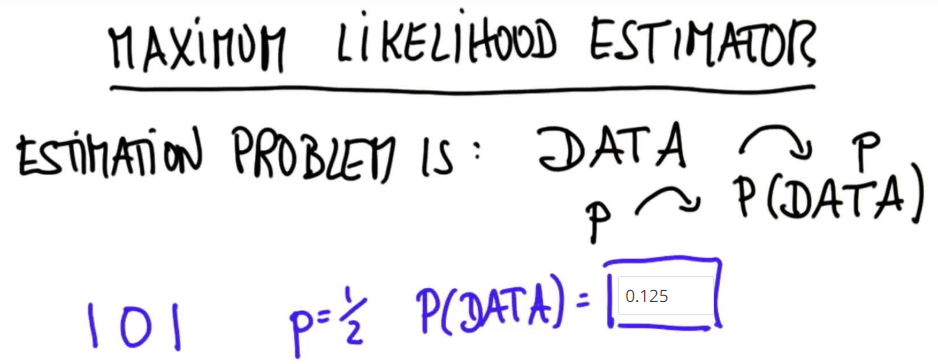 MAXIMUM LIKELIHOOD ESTIMATOR
ESTIMATION PROBLEM IS: DATA ↷ P
P ↷ P(DATA)
101 P=1/2 P(DATA)= 0.125